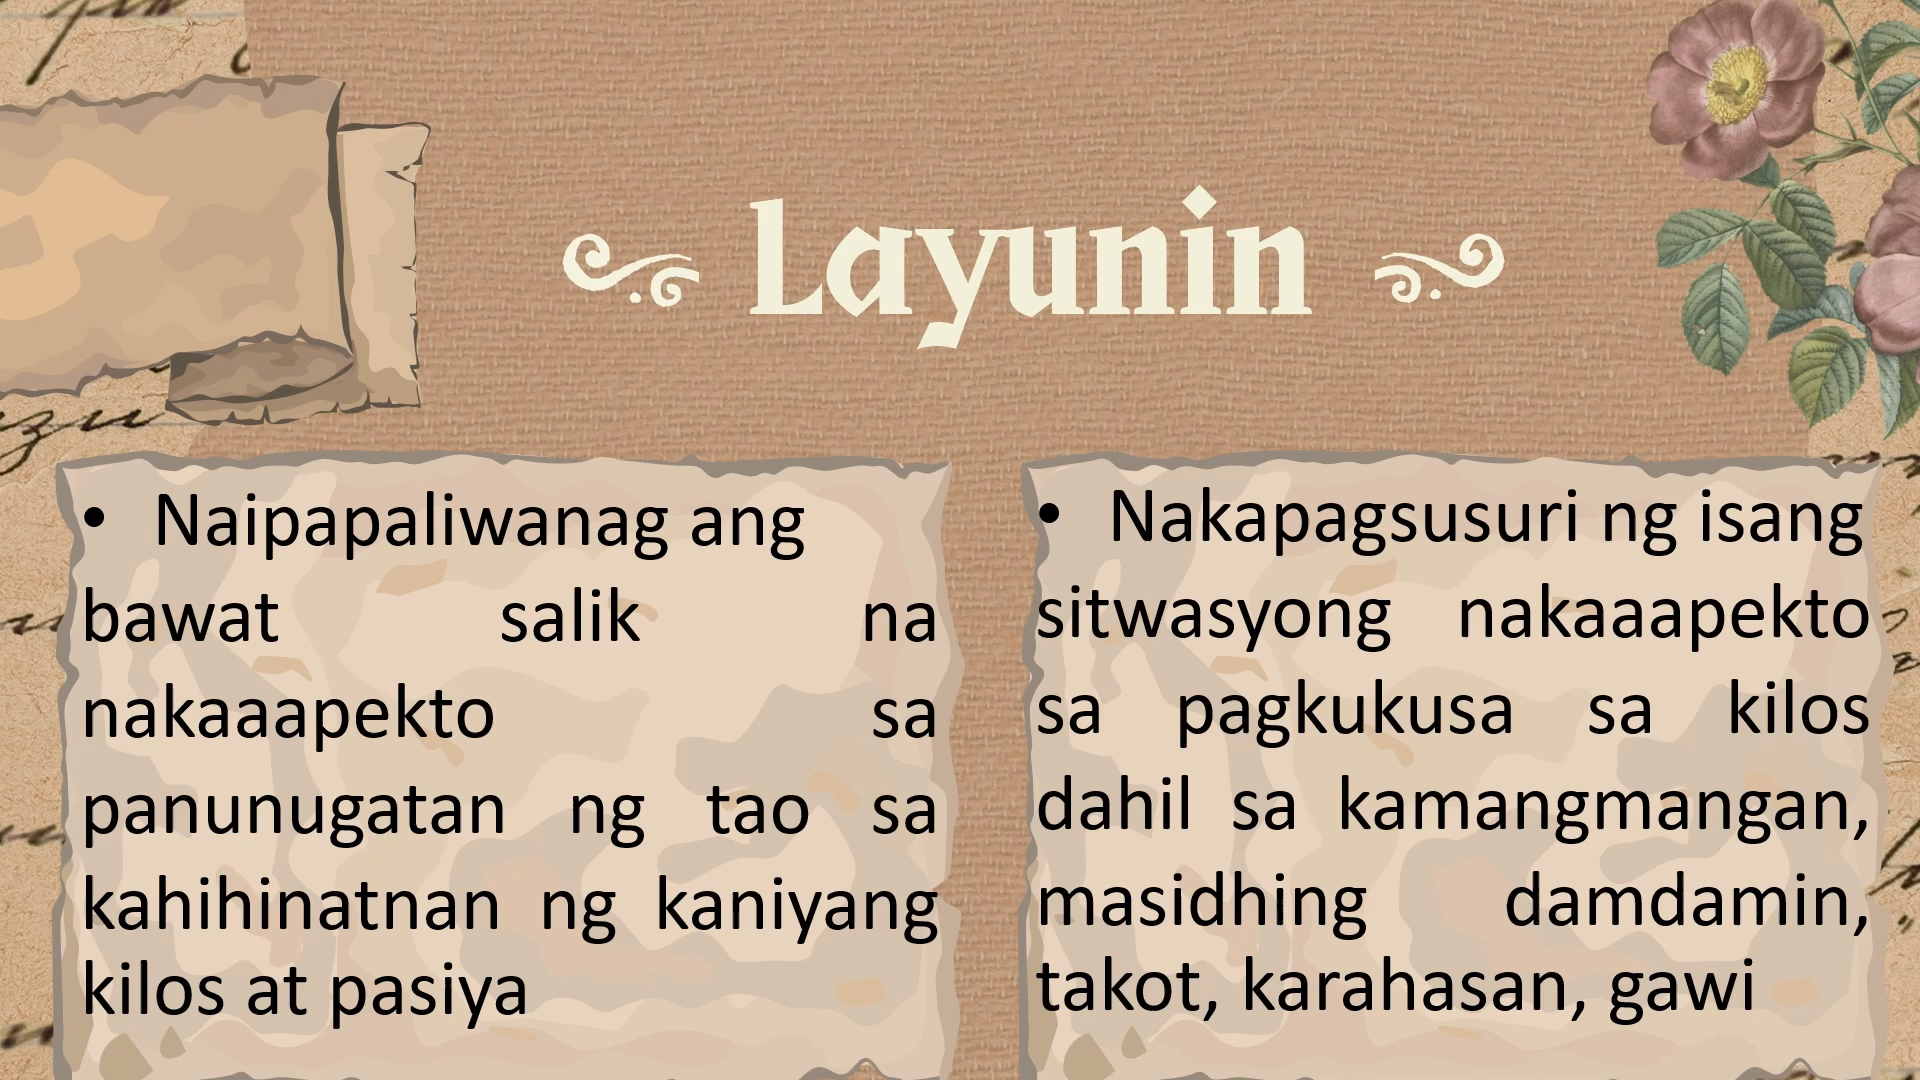 Layunin
• Naipapaliwanag ang
bawat salik na
nakaaapekto sa
panunugatan ng tao sa
kahihinatnan ng kaniyang
kilos at pasiya
• Nakapagsusuri ng isang
sitwasyong nakaaapekto
sa pagkukusa sa kilos
dahil sa kamangmangan,
masidhing damdamin,
takot, karahasan, gawi